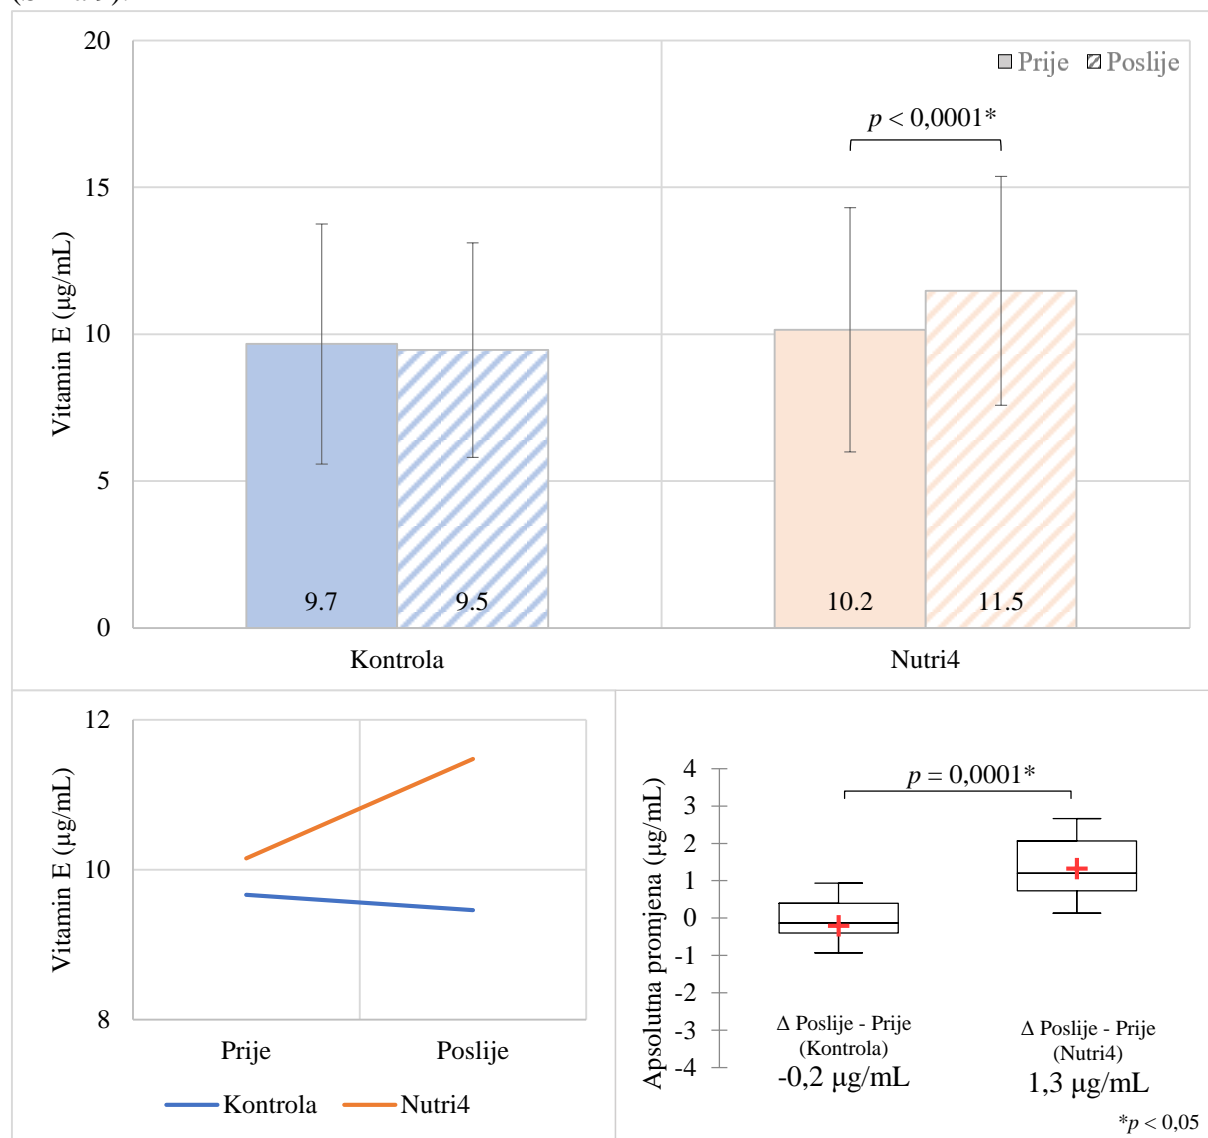 20
Prije Poslije
p < 0,0001*
15
Vitamin E (µg/mL)
10
5
9.7 9.5 10.2 11.5
0
Kontrola Nutri4
12
Vitamin E (µg/mL)
10
8
Prije Poslije
Kontrola Nutri4
p = 0,0001*
Apsolutna promjena (µg/mL)
4
3
2
1
0
-1
-2
-3
-4
Δ Poslije - Prije
(Kontrola)
-0,2 µg/mL
Δ Poslije - Prije
(Nutri4)
1,3 µg/mL
*p < 0,05